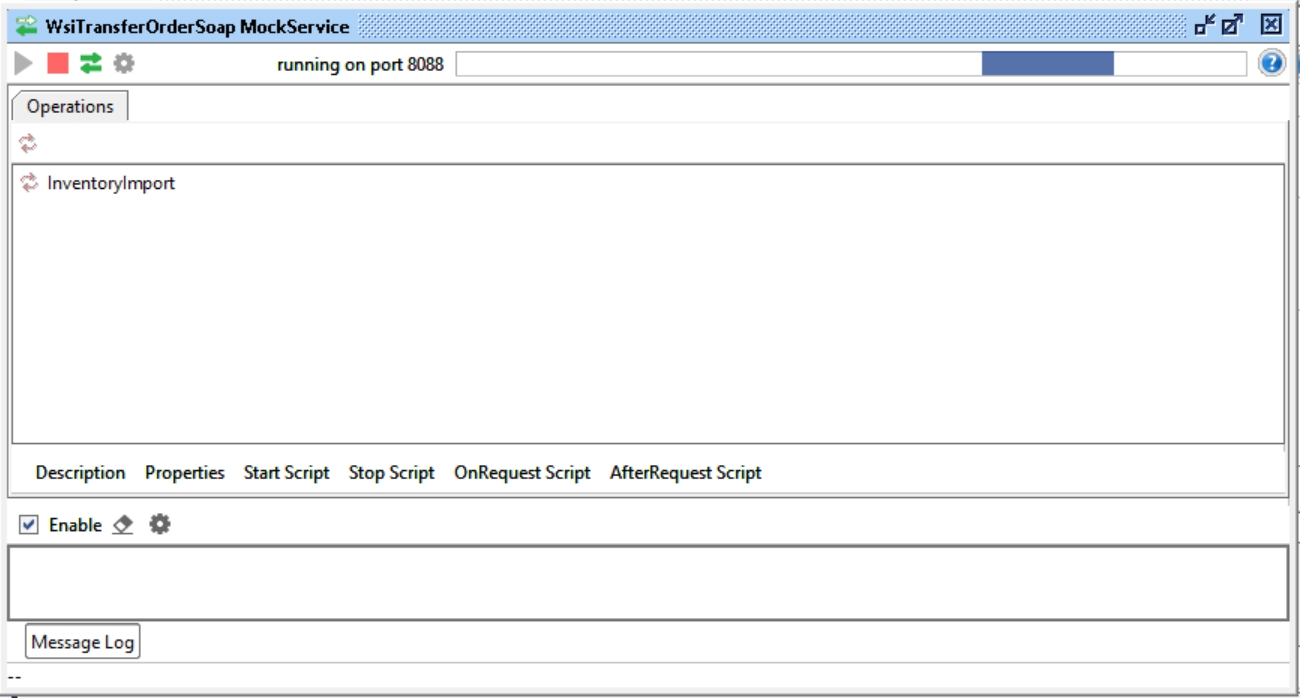 WsiTransferOrderSoap MockService
running on port 8088
?
Operations
InventoryImport
Description Properties Start Script Stop Script OnRequest Script AfterRequest Script
Enable
Message Log
--